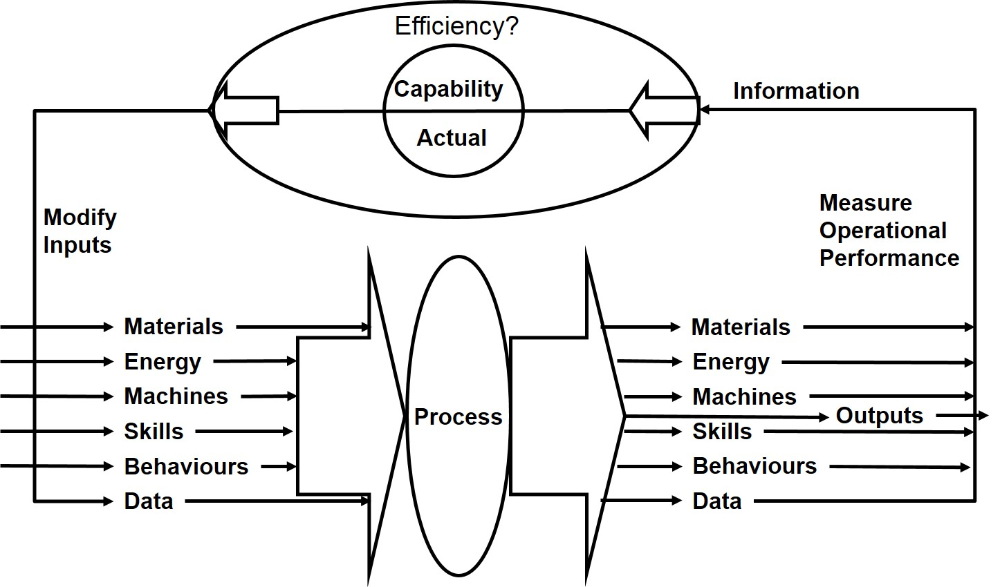 Efficiency?
Capability
Actual
Information
Modify
Inputs
Measure
Operational
Performance
Materials
Energy
Machines
Skills
Behaviours
Data
Process
Materials
Energy
Machines
Outputs
Skills
Behaviours
Data